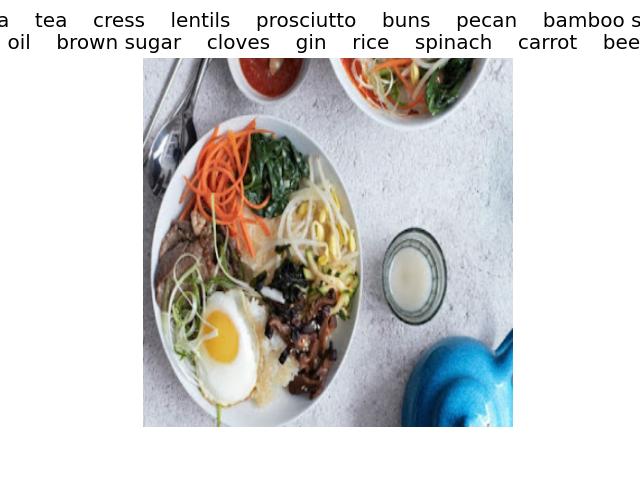 a tea cress lentils prosciutto buns pecan bamboo s
oil brown sugar cloves gin rice spinach carrot bee